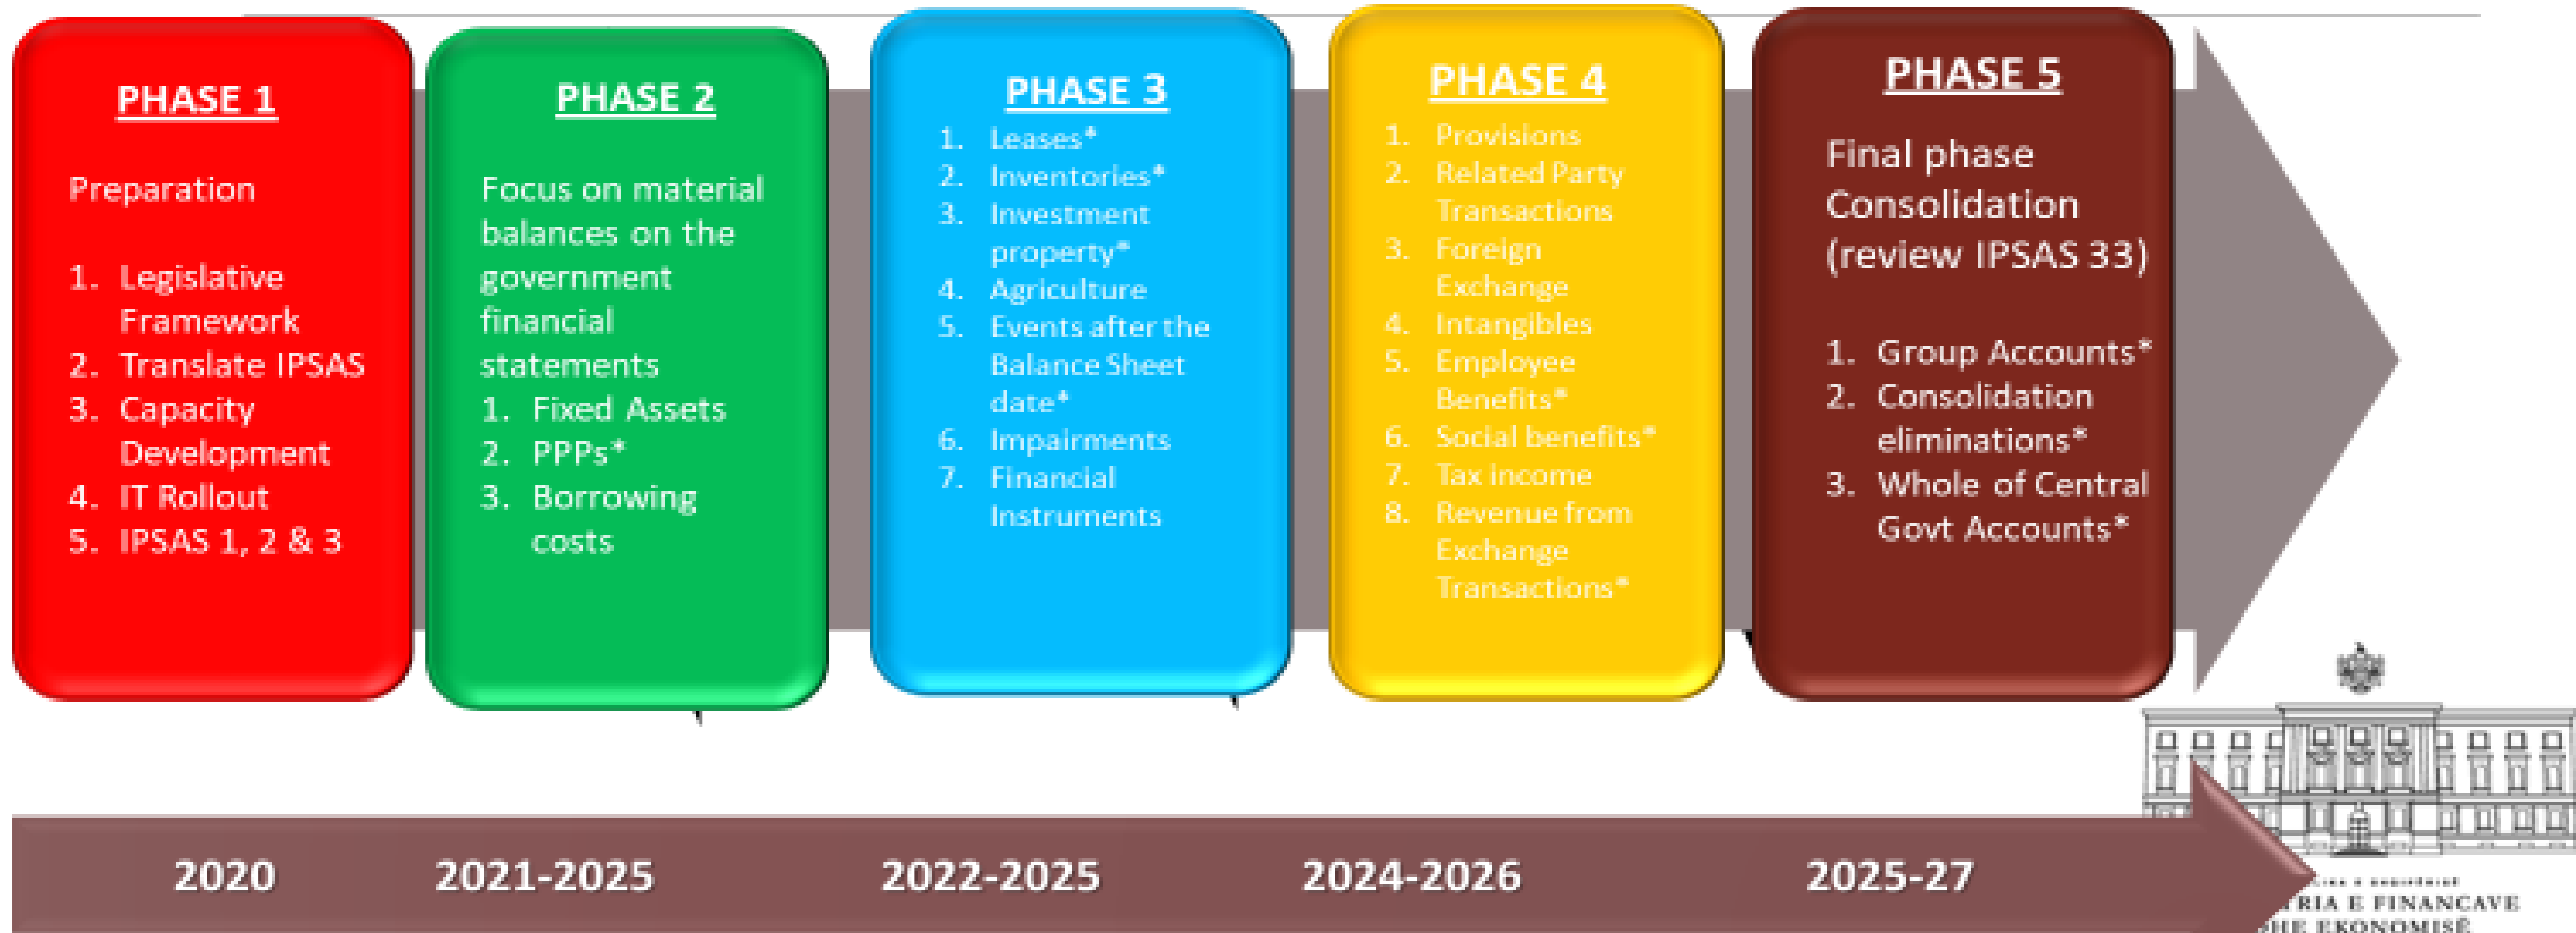 PHASE 1
Preparation
1. Legislative
Framework
2. Translate IPSAS
3. Capacity
Development
4. IT Rollout
5. IPSAS 1, 2 & 3
PHASE 2
Focus on material
balances on the
government
financial
statements
1. Fixed Assets
2. PPPs*
3. Borrowing
costs
PHASE 3
1. Leases*
2. Inventories*
3. Investment
property*
4. Agriculture
5. Events after the
Balance Sheet
date*
6. Impairments
7. Financial
Instruments
PHASE 4
1. Provisions
2. Related Party
Transactions
3. Foreign
Exchange
4. Intangibles
5. Employee
Benefits*
6. Social benefits*
7. Tax income
8. Revenue from
Exchange
Transactions*
PHASE 5
Final phase
Consolidation
(review IPSAS 33)
1. Group Accounts*
2. Consolidation
eliminations*
3. Whole of Central
Govt Accounts*
2020
2021-2025
2022-2025
2024-2026
2025-27
E FINANCAVE
EKONOMISË